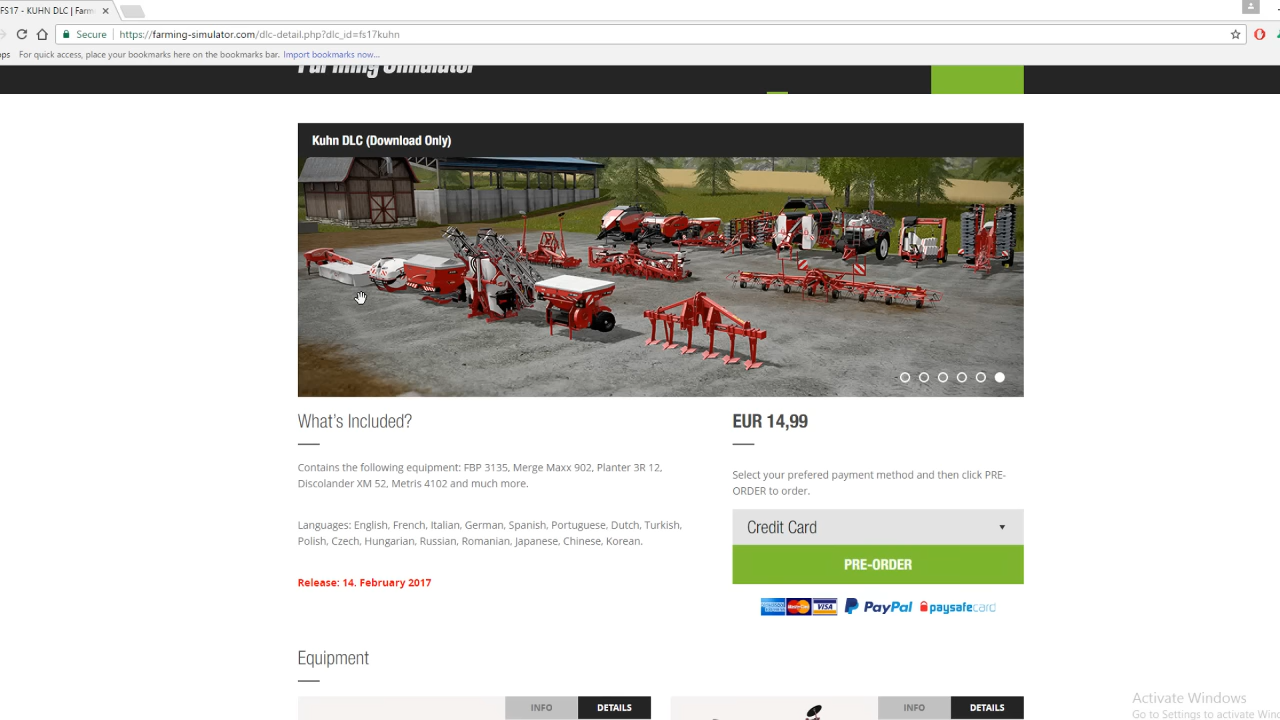 FS17 - KUHN DLC | Farm
Secure https://farming-simulator.com/dlc-detail.php?dlc_id=fs17kuhn
For quick access, place your bookmarks here on the bookmarks bar. Import bookmarks now...
Farming Simulator
Kuhn DLC (Download Only)
What's Included?
Contains the following equipment: FBP 3135, Merge Maxx 902, Planter 3R 12,
Discolander XM 52, Metris 4102 and much more.
Languages: English, French, Italian, German, Spanish, Portuguese, Dutch, Turkish,
Polish, Czech, Hungarian, Russian, Romanian, Japanese, Chinese, Korean.
Release: 14. February 2017
EUR 14,99
Select your prefered payment method and then click PRE-
ORDER to order.
Credit Card
PRE-ORDER
MasterCard VISA PayPal paysafecard
Equipment
INFO DETAILS
INFO DETAILS
Activate Windows
Go to Settings to activate Win